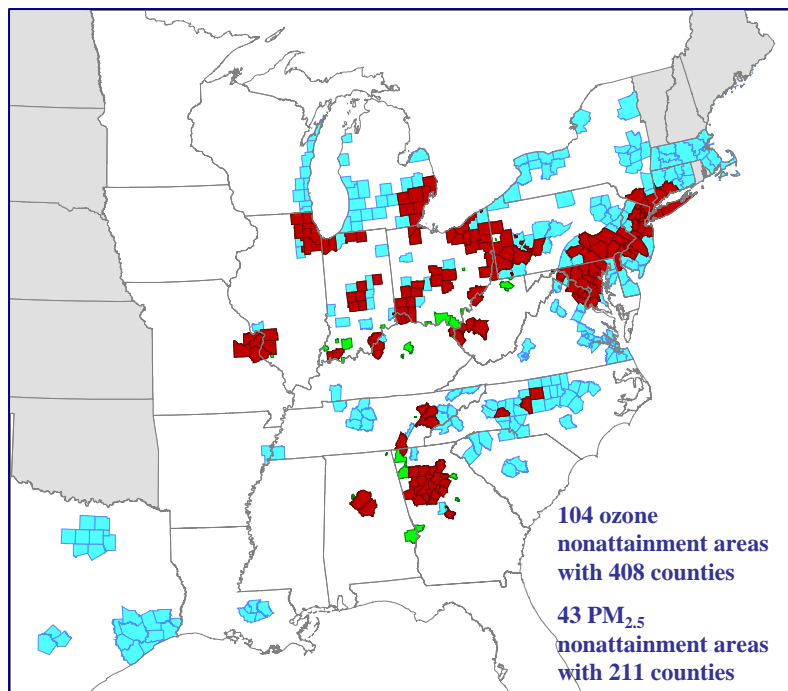 104 ozone
nonattainment areas
with 408 counties
43 PM2.5
nonattainment areas
with 211 counties